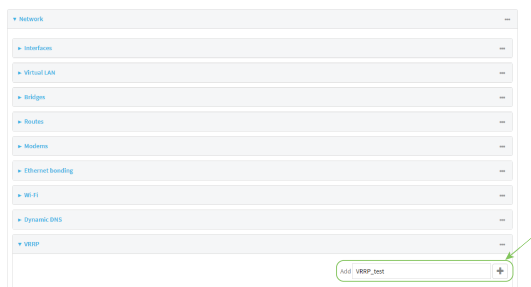 Network
Interfaces
Virtual LAN
Bridges
Routes
Modems
Ethernet bonding
Wi-Fi
Dynamic DNS
VRRP
Add VRRP_test